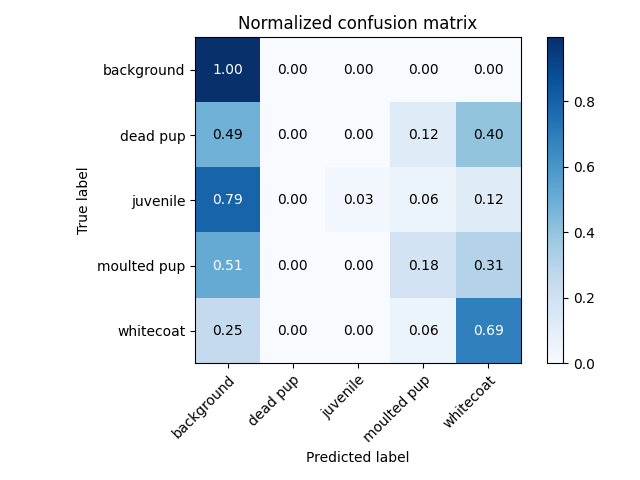 Normalized confusion matrix
background 1.00 0.00 0.00 0.00 0.00
dead pup 0.49 0.00 0.00 0.12 0.40
juvenile 0.79 0.00 0.03 0.06 0.12
moulted pup 0.51 0.00 0.00 0.18 0.31
whitecoat 0.25 0.00 0.00 0.06 0.69
True label
background dead pup juvenile moulted pup whitecoat
Predicted label
0.8
0.6
0.4
0.2
0.0